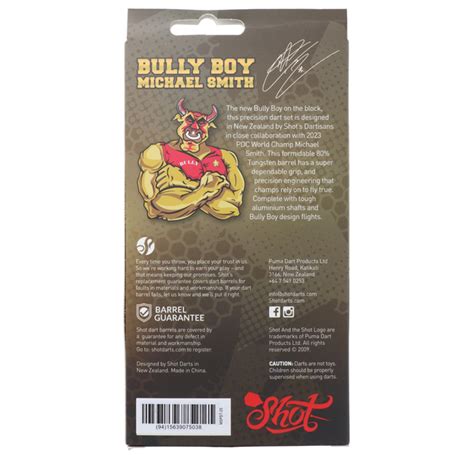 BULLY BOY
MICHAEL SMITH
The new Bully Boy on the block,
this precision dart set is designed
in New Zealand by Shot's Dartisans
in close collaboration with 2023
PDC World Champ Michael
Smith. This formidable 80%
Tungsten barrel has a super
dependable grip, and
precision engineering that
champs rely on to fly true.
Complete with tough
aluminium shafts and
Bully Boy design flights.
BULLY
Every time you throw, you place your trust in us.
So we're working hard to earn your play – and
that means keeping our promises. Shot's
replacement guarantee covers dart barrels for
faults in materials and workmanship. If your dart
barrel fails, let us know and we'll put it right.
BARREL
GUARANTEE
Shot dart barrels are covered by
a guarantee for any defect in
material and workmanship.
Go to: shotdarts.com to register.
Designed by Shot Darts in
New Zealand. Made in China.
Puma Dart Products Ltd
Henry Road, Katikati
3166, New Zealand
info@shotdarts.com
Shotdarts.com
Shot And the Shot Logo are
trademarks of Puma Dart
Products Ltd. All rights
reserved © 2009.
CAUTION: Darts are not toys.
Children should be properly
supervised when using darts.
(94)15639075038
Shot